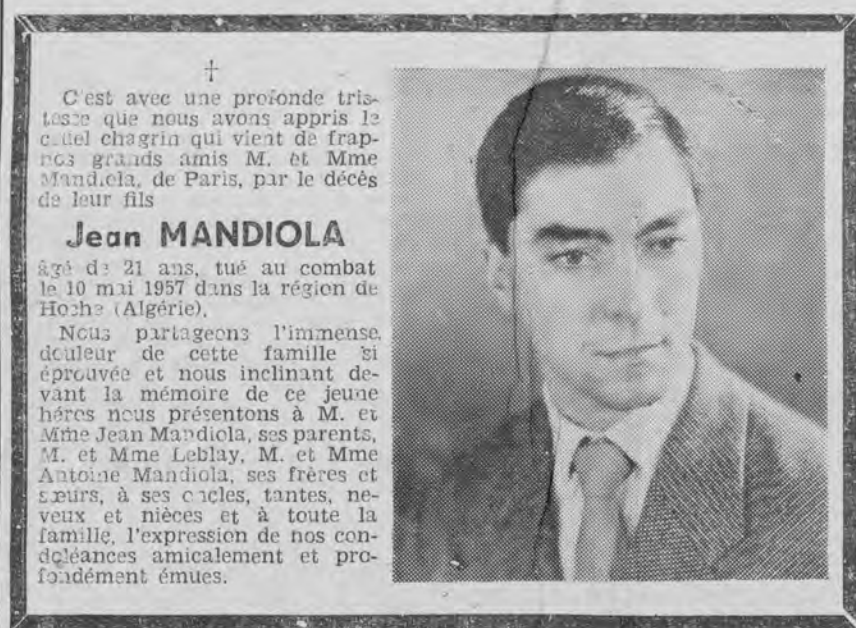 C'est avec une profonde tris-
tesse que nous avons appris le
cruel chagrin qui vient de frap-
nos grands amis M. et Mme
Mandiola, de Paris, par le décès
de leur fils
Jean MANDIOLA
âgé de 21 ans, tué au combat
le 10 mai 1957 dans la région de
Hoche (Algérie).
Nous partageons l'immense
douleur de cette famille si
éprouvée et nous inclinant de-
vant la mémoire de ce jeune
héros nous présentons à M. et
Mme Jean Mandiola, ses parents,
M. et Mme Leblay, M. et Mme
Antoine Mandiola, ses frères et
sœurs, à ses oncles, tantes, ne-
veux et nièces et à toute la
famille, l'expression de nos con-
doléances amicalement et pro-
fondément émues.